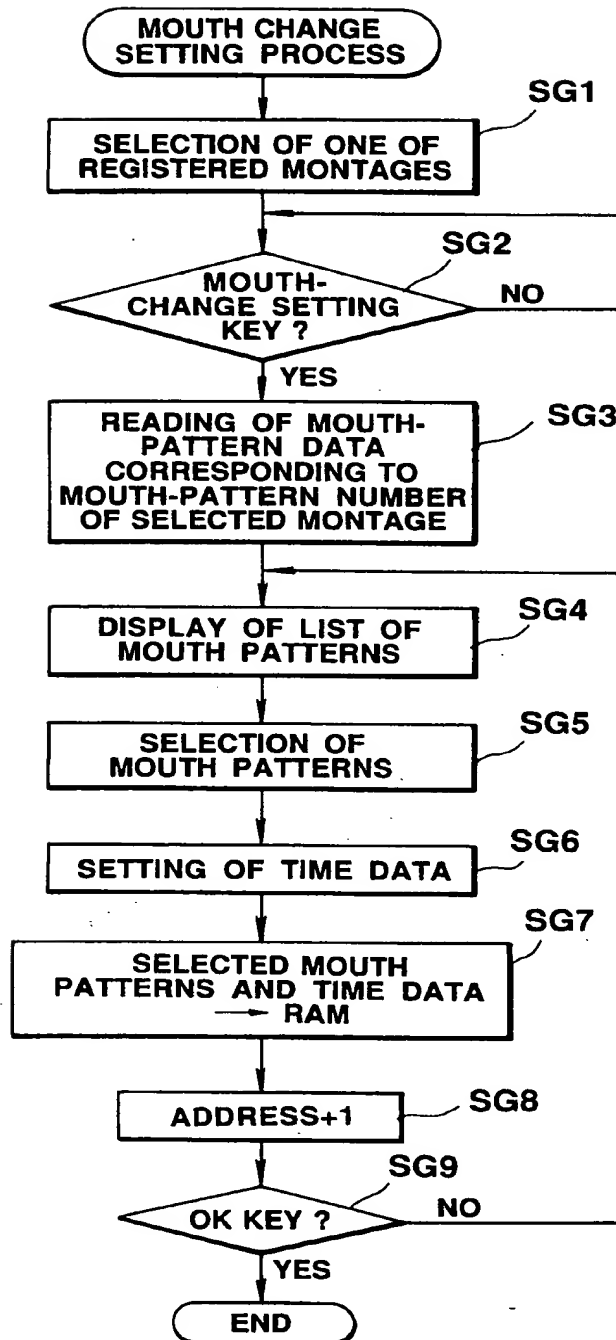 MOUTH CHANGE
SETTING PROCESS
SG1
SELECTION OF ONE OF
REGISTERED MONTAGES
SG2
MOUTH-
CHANGE SETTING
KEY ?
NO
YES
SG3
READING OF MOUTH-
PATTERN DATA
CORRESPONDING TO
MOUTH-PATTERN NUMBER
OF SELECTED MONTAGE
SG4
DISPLAY OF LIST OF
MOUTH PATTERNS
SG5
SELECTION OF
MOUTH PATTERNS
SG6
SETTING OF TIME DATA
SG7
SELECTED MOUTH
PATTERNS AND TIME DATA
→ RAM
SG8
ADDRESS+1
SG9
OK KEY ?
NO
YES
END